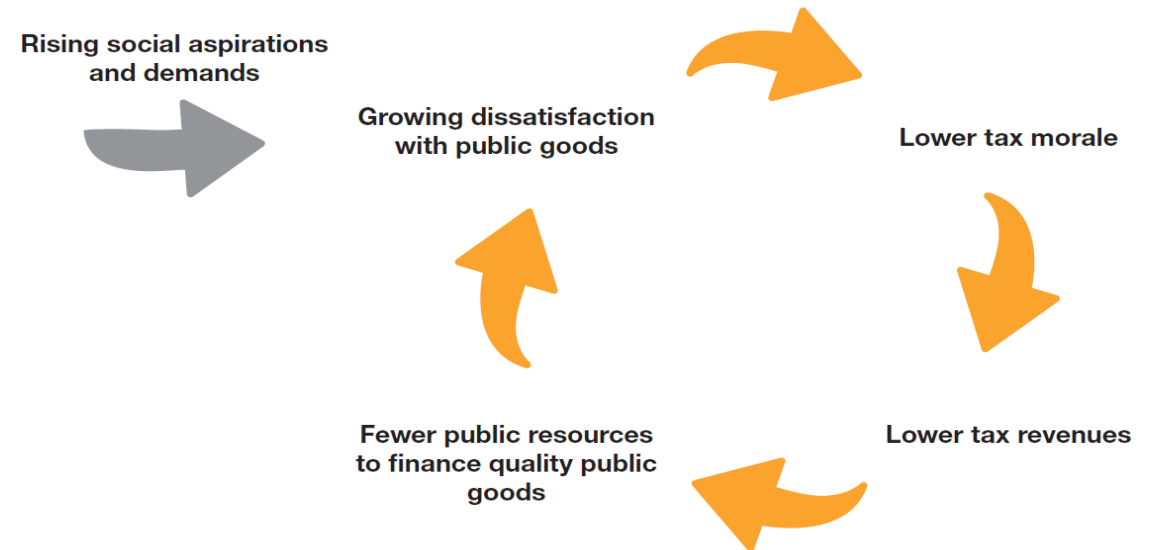 Rising social aspirations
and demands
Growing dissatisfaction
with public goods
Lower tax morale
Lower tax revenues
Fewer public resources
to finance quality public
goods